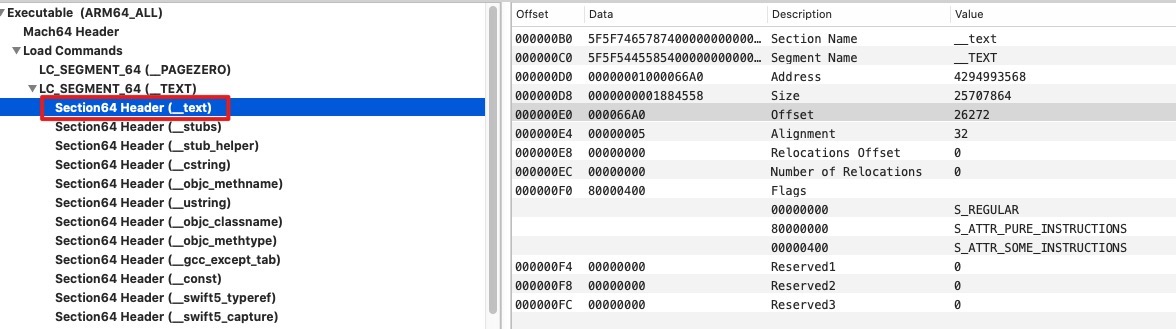 Executable (ARM64_ALL)
Mach64 Header
Load Commands
LC_SEGMENT_64 (__PAGEZERO)
LC_SEGMENT_64 (__TEXT)
Section64 Header (__text)
Section64 Header (__stubs)
Section64 Header (__stub_helper)
Section64 Header (__cstring)
Section64 Header (__objc_methname)
Section64 Header (__ustring)
Section64 Header (__objc_classname)
Section64 Header (__objc_methtype)
Section64 Header (__gcc_except_tab)
Section64 Header (__const)
Section64 Header (__swift5_typeref)
Section64 Header (__swift5_capture)
Offset Data Description Value
000000B0 5F5F7465787400000000000… Section Name __text
000000C0 5F5F5445585400000000000… Segment Name __TEXT
000000D0 00000001000066A0 Address 4294993568
000000D8 0000000001884558 Size 25707864
000000E0 000066A0 Offset 26272
000000E4 00000005 Alignment 32
000000E8 00000000 Relocations Offset 0
000000EC 00000000 Number of Relocations 0
000000F0 80000400 Flags
00000000 S_REGULAR
80000000 S_ATTR_PURE_INSTRUCTIONS
00000400 S_ATTR_SOME_INSTRUCTIONS
000000F4 00000000 Reserved1 0
000000F8 00000000 Reserved2 0
000000FC 00000000 Reserved3 0